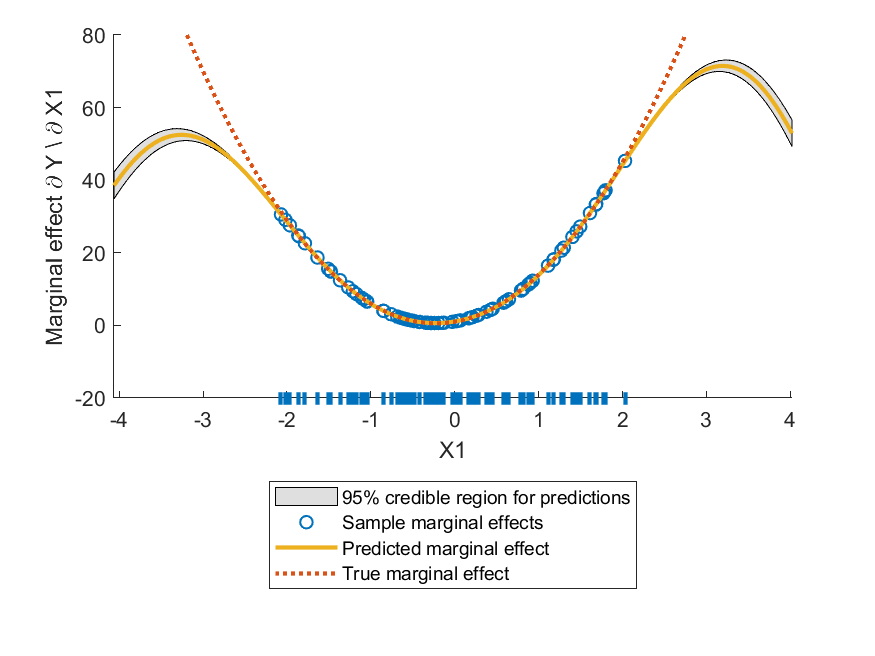 80
60
40
20
0
-20
Marginal effect ∂ Y \ ∂ X1
-4 -3 -2 -1 0 1 2 3 4
X1
95% credible region for predictions
Sample marginal effects
Predicted marginal effect
True marginal effect